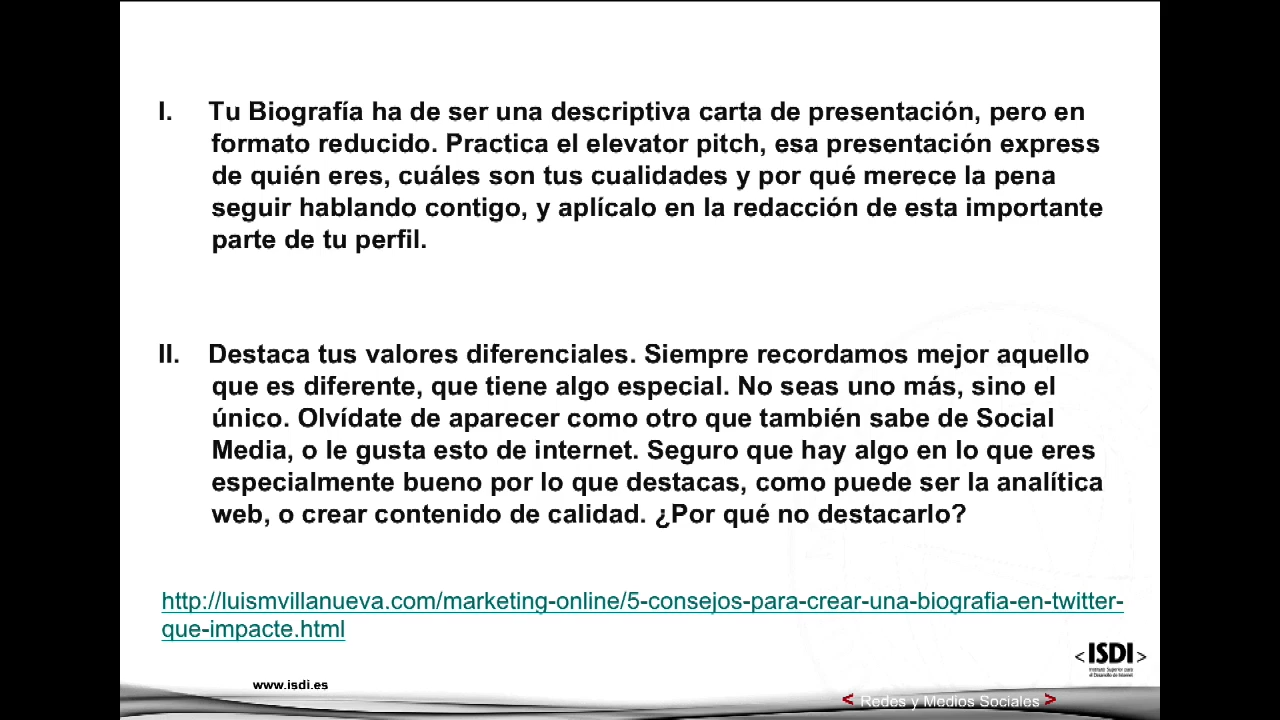 I. Tu Biografía ha de ser una descriptiva carta de presentación, pero en
formato reducido. Practica el elevator pitch, esa presentación express
de quién eres, cuáles son tus cualidades y por qué merece la pena
seguir hablando contigo, y aplícalo en la redacción de esta importante
parte de tu perfil.
II. Destaca tus valores diferenciales. Siempre recordamos mejor aquello
que es diferente, que tiene algo especial. No seas uno más, sino el
único. Olvídate de aparecer como otro que también sabe de Social
Media, o le gusta esto de internet. Seguro que hay algo en lo que eres
especialmente bueno por lo que destacas, como puede ser la analítica
web, o crear contenido de calidad. ¿Por qué no destacarlo?
http://luismvillanueva.com/marketing-online/5-consejos-para-crear-una-biografia-en-twitter-
que-impacte.html
<ISDI>
Instituto Superior para
el Desarrollo de Internet
www.isdi.es
< Redes y Medios Sociales >